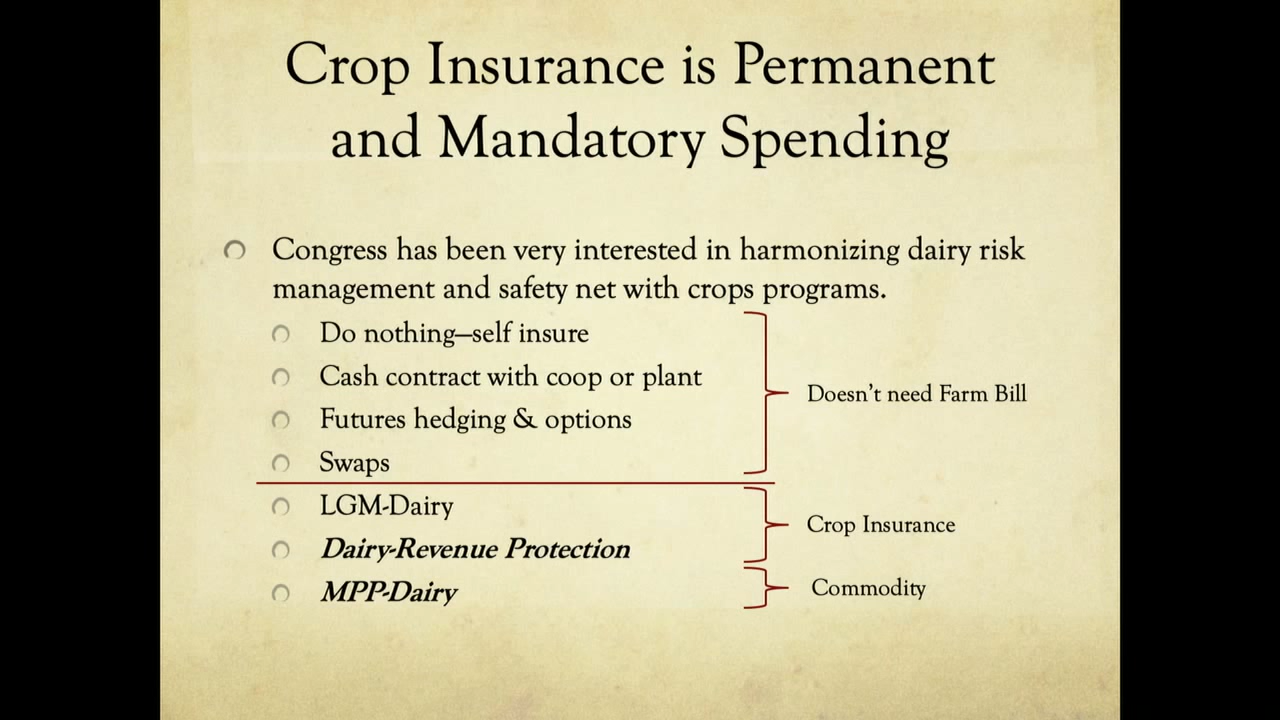 Crop Insurance is Permanent
and Mandatory Spending
Congress has been very interested in harmonizing dairy risk
management and safety net with crops programs.
Do nothing—self insure
Cash contract with coop or plant
Futures hedging & options
Swaps
Doesn't need Farm Bill
LGM-Dairy
Dairy-Revenue Protection
Crop Insurance
MPP-Dairy
Commodity